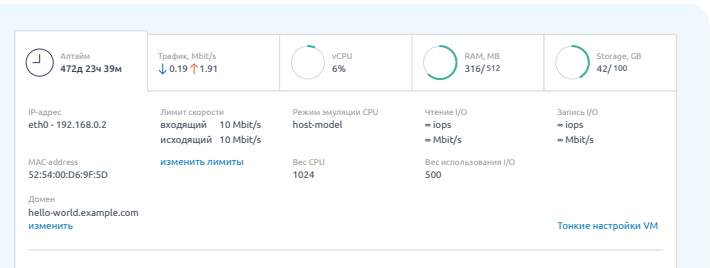 Аптайм
472д 23ч 39м
Трафик, Mbit/s
↓ 0.19 ↑ 1.91
vCPU
6%
RAM, MB
316/ 512
Storage, GB
42/ 100
IP-адрес
eth0 - 192.168.0.2
Лимит скорости
входящий 10 Mbit/s
исходящий 10 Mbit/s
изменить лимиты
Режим эмуляции CPU
host-model
Чтение I/O
∞ iops
∞ Mbit/s
Запись I/O
∞ iops
∞ Mbit/s
MAC-address
52:54:00:D6:9F:5D
Вес CPU
1024
Вес использования I/O
500
Домен
hello-world.example.com
изменить
Тонкие настройки VM